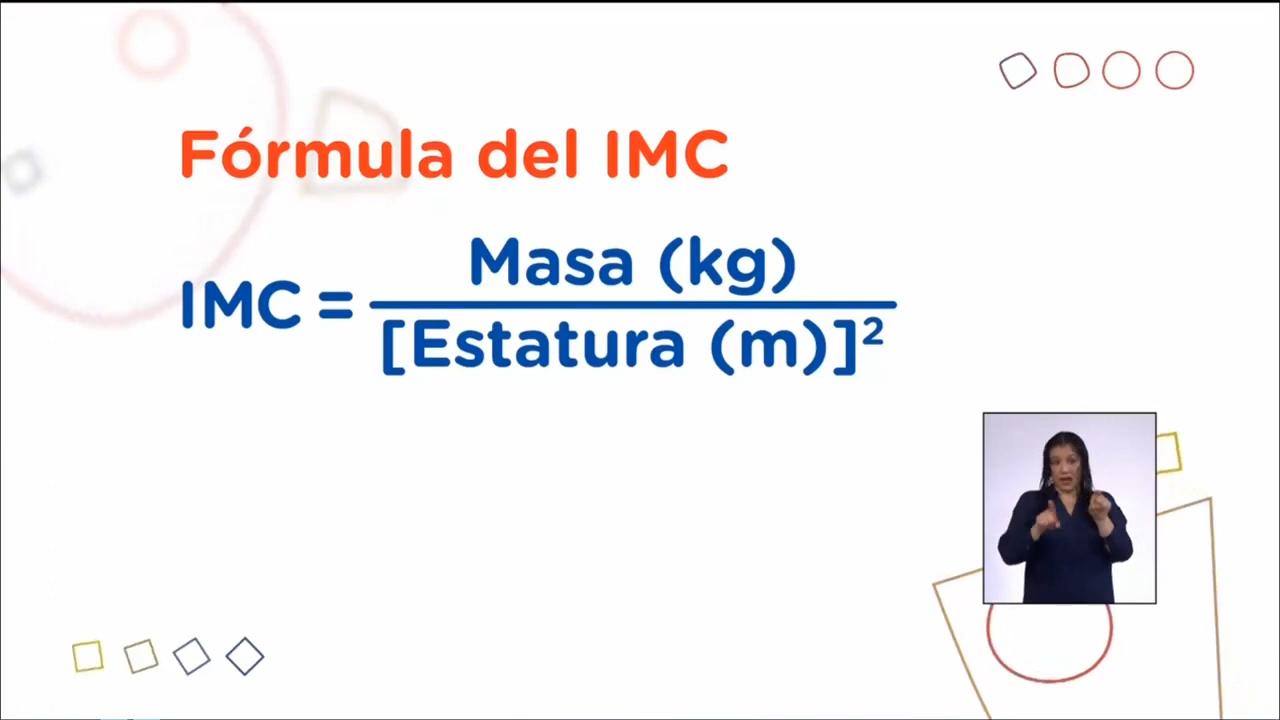 Fórmula del IMC
IMC = Masa (kg)
[Estatura (m)]²